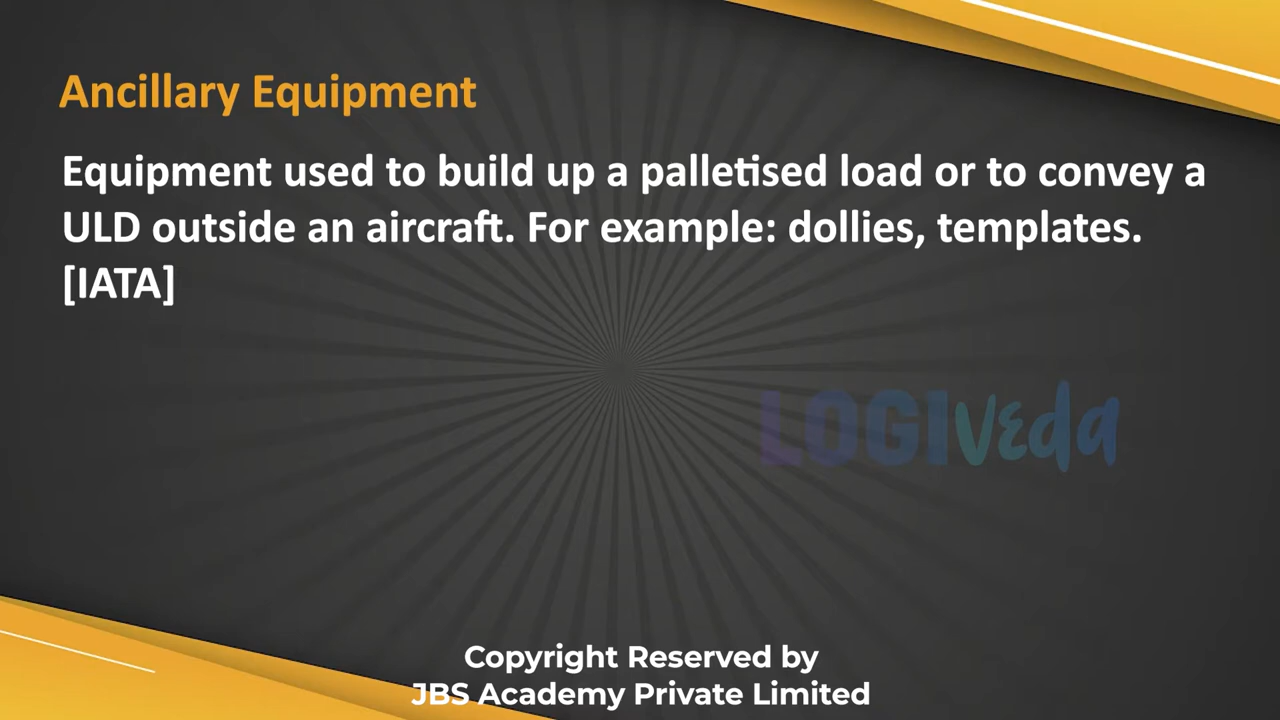 Ancillary Equipment
Equipment used to build up a palletised load or to convey a
ULD outside an aircraft. For example: dollies, templates.
[IATA]
LOGIveda
Copyright Reserved by
JBS Academy Private Limited